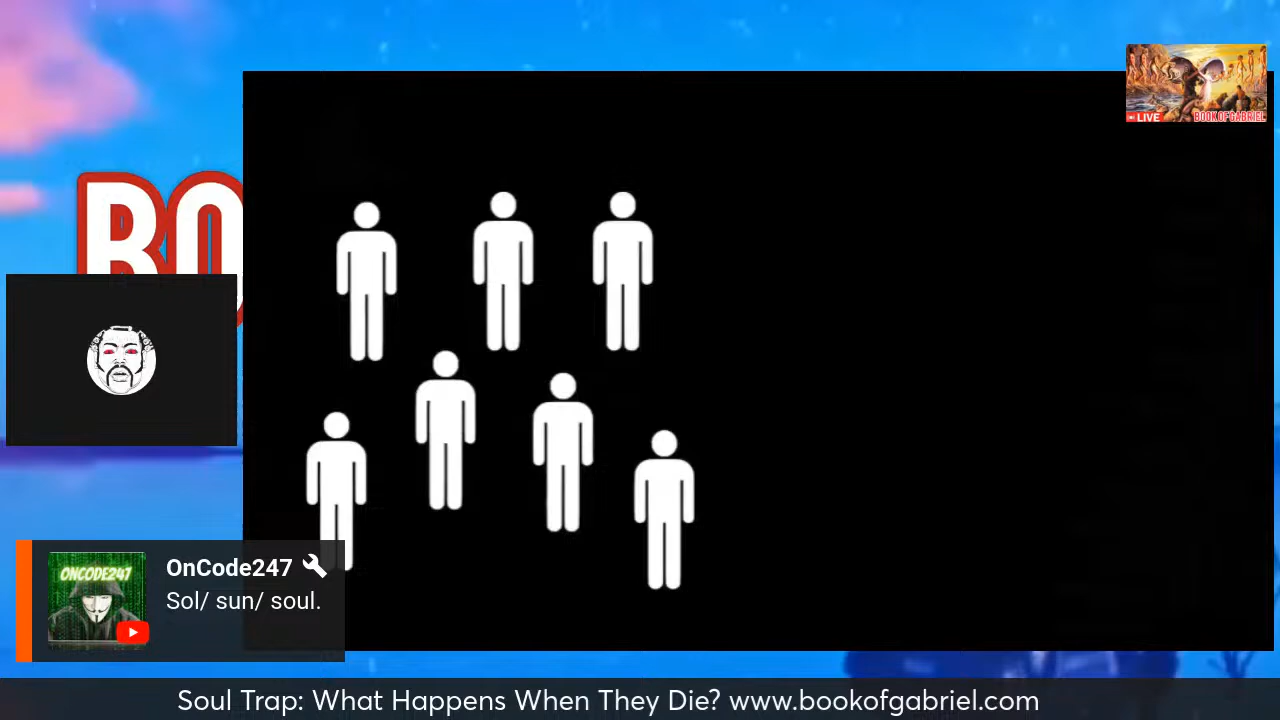 LIVE
BOOK OF GABRIEL
BO
ONCODE247
OnCode247
Sol/ sun/ soul.
Soul Trap: What Happens When They Die? www.bookofgabriel.com